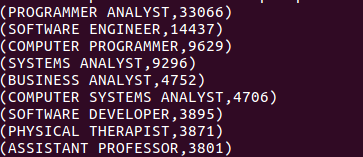 (PROGRAMMER ANALYST,33066)
(SOFTWARE ENGINEER,14437)
(COMPUTER PROGRAMMER,9629)
(SYSTEMS ANALYST,9296)
(BUSINESS ANALYST,4752)
(COMPUTER SYSTEMS ANALYST,4706)
(SOFTWARE DEVELOPER,3895)
(PHYSICAL THERAPIST,3871)
(ASSISTANT PROFESSOR,3801)